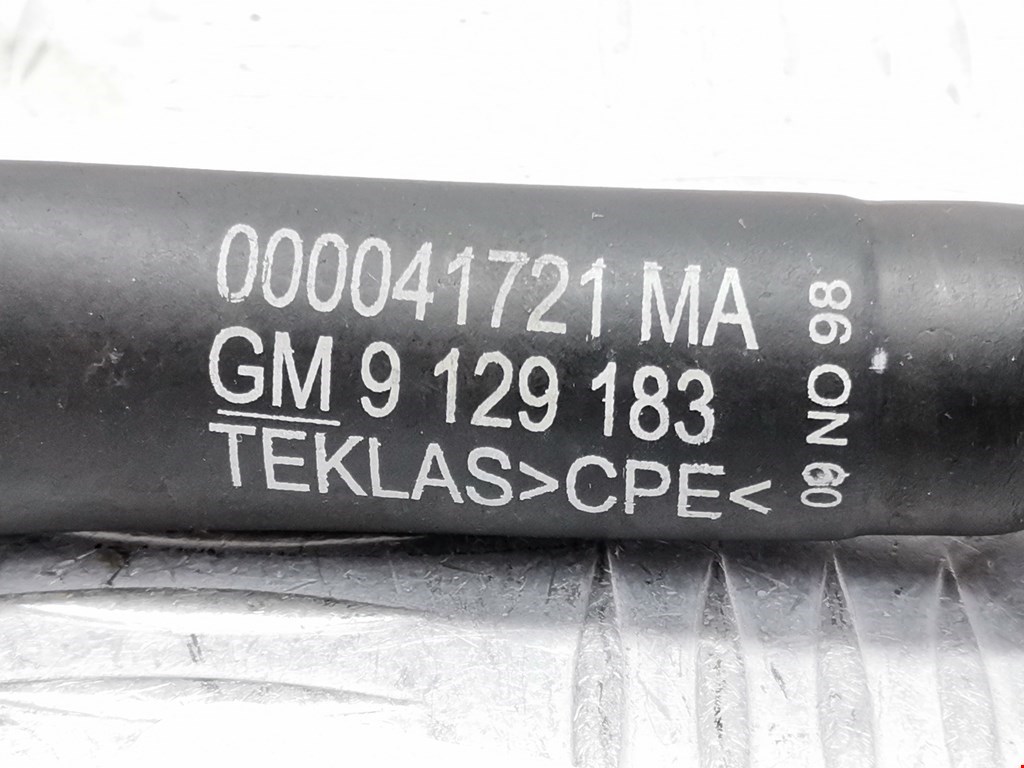 000041721 MA
GM 9 129 183
TEKLAS>CPE<
09 NO 98